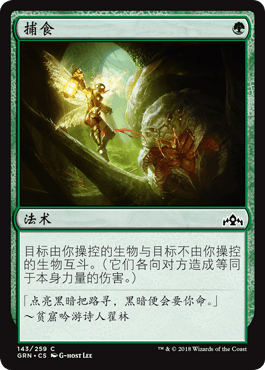 捕食
法术
目标由你操控的生物与目标不由你操控
的生物互斗。（它们各向对方造成等同
于本身力量的伤害。）
「点亮黑暗把路寻，黑暗便会要你命。」
～贫窟吟游诗人瞿林
143/259 C
GRN • CS G-HOST LEE
™ & © 2018 Wizards of the Coast